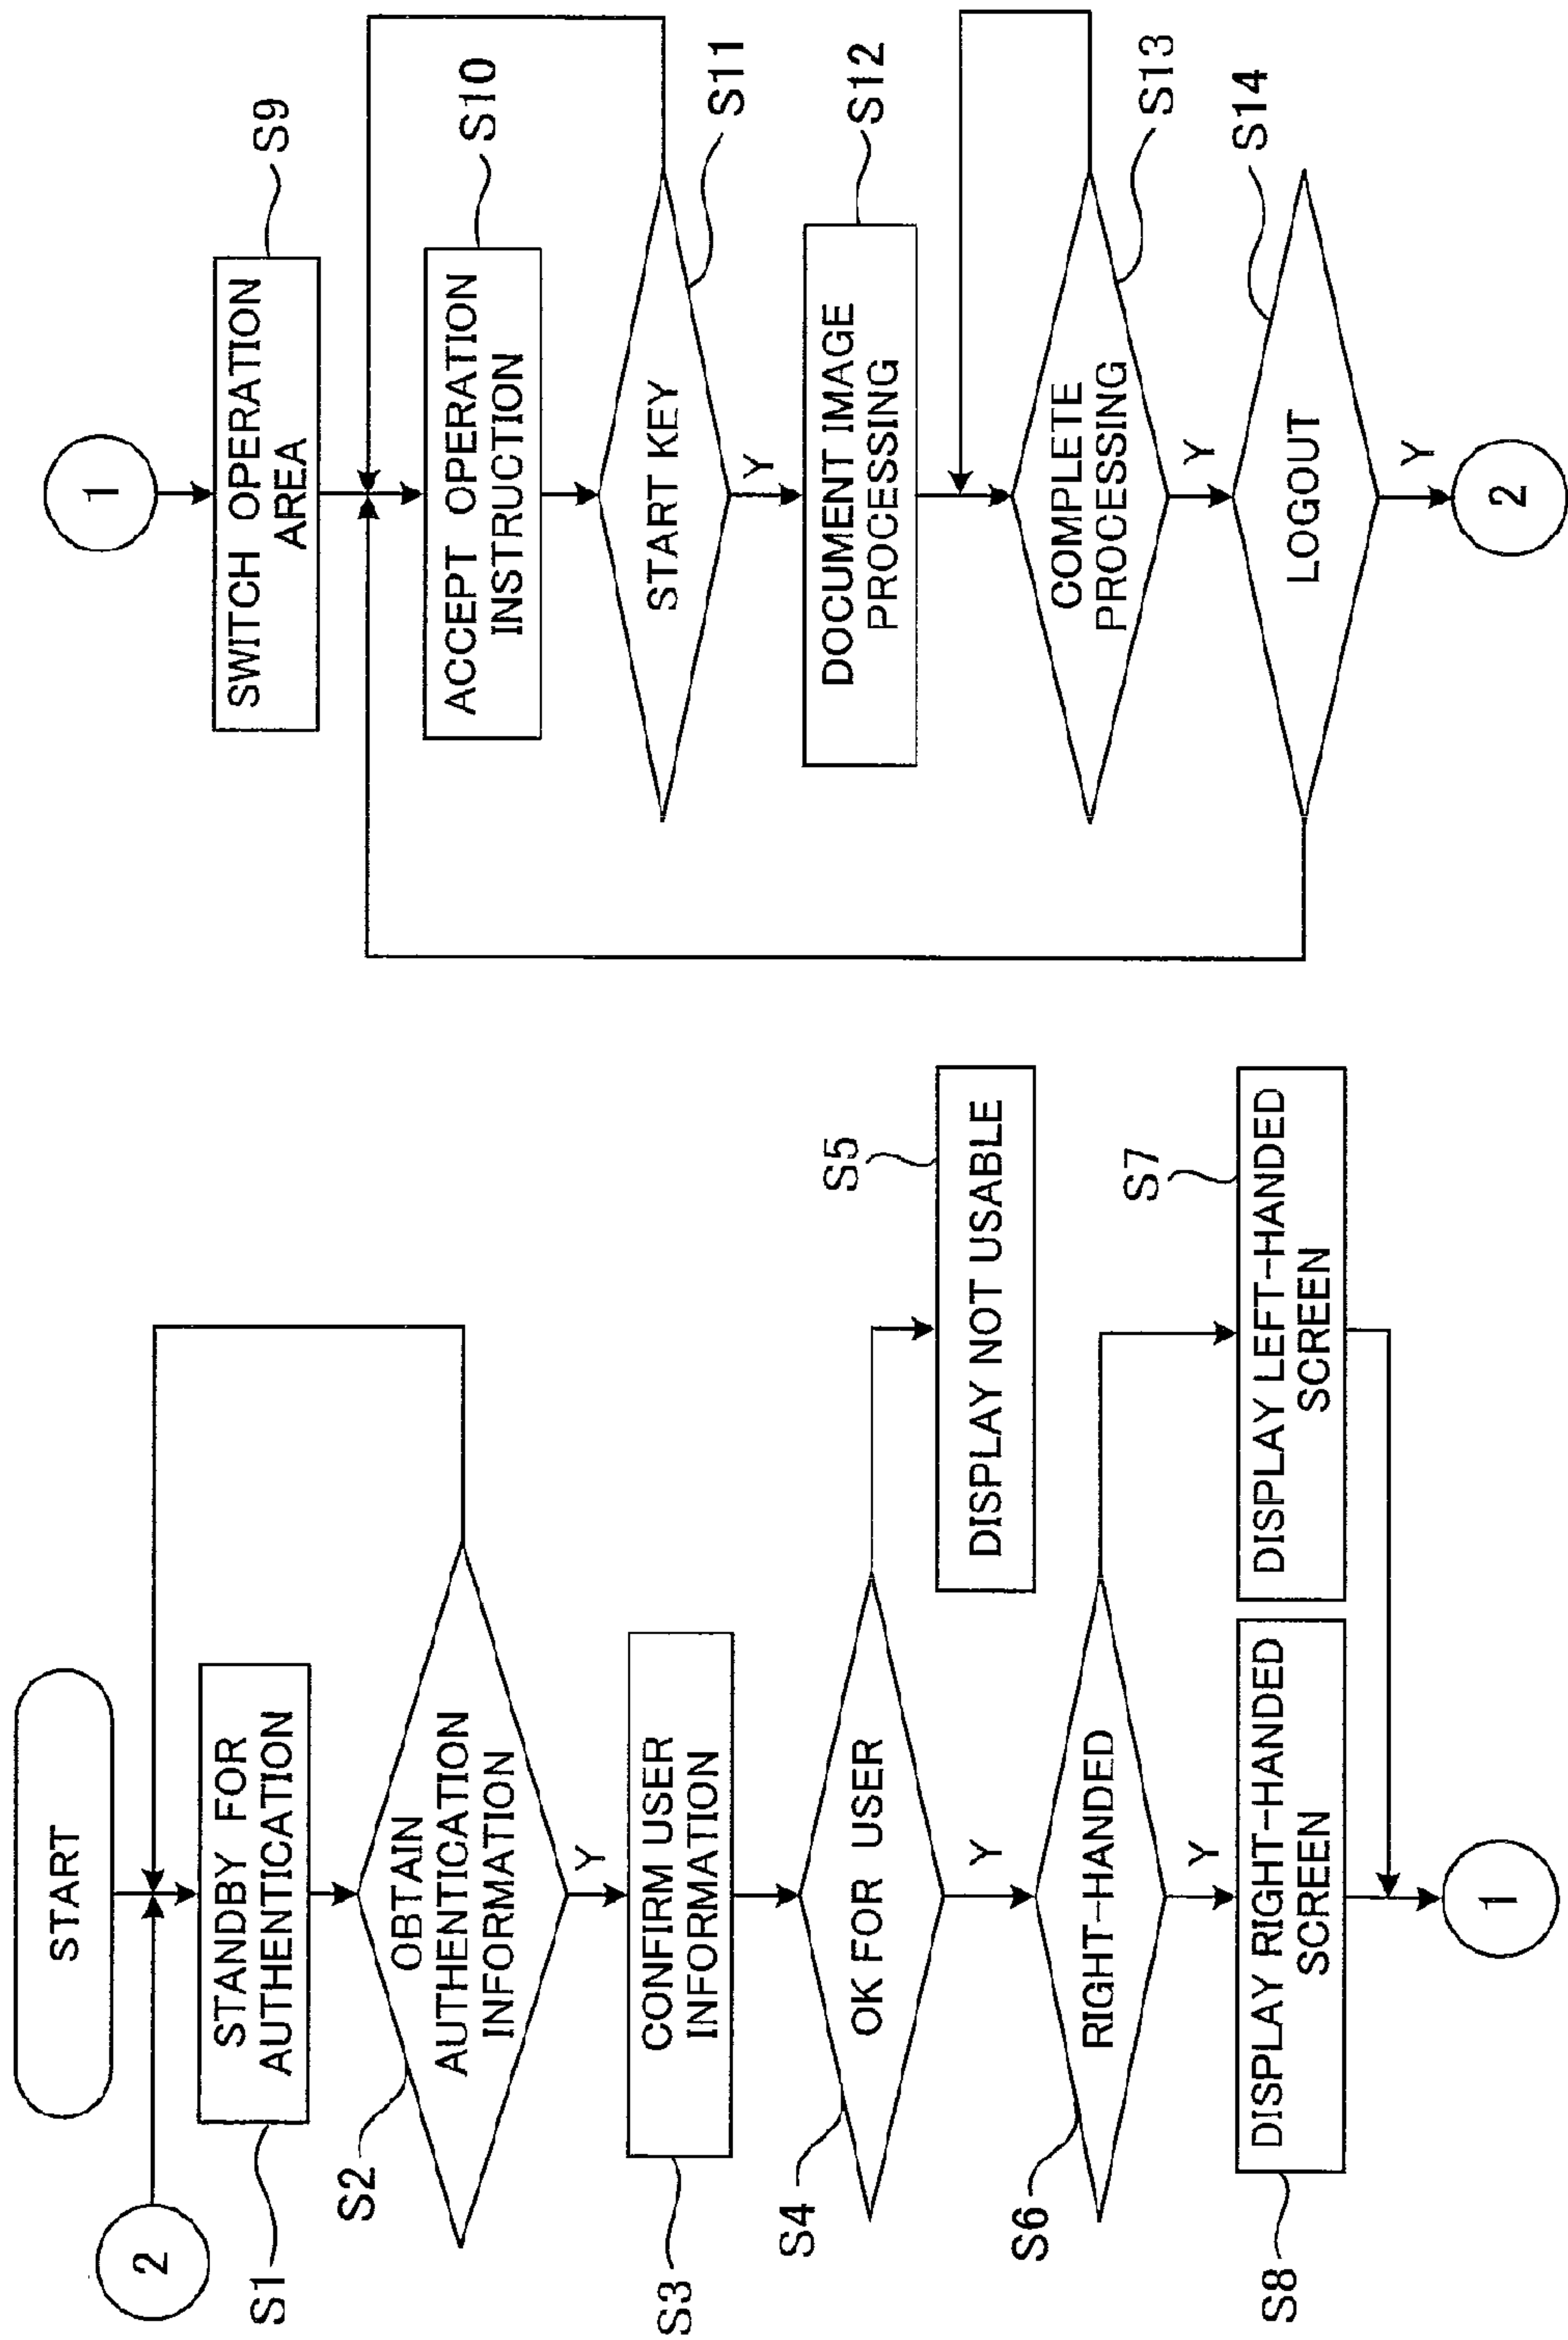 START
2
STANDBY FOR
AUTHENTICATION
S1
OBTAIN
AUTHENTICATION
INFORMATION
S2
Y
CONFIRM USER
INFORMATION
S3
OK FOR USER
S4
Y
DISPLAY NOT USABLE
S5
RIGHT-HANDED
S6
Y
DISPLAY LEFT-HANDED
SCREEN
S7
DISPLAY RIGHT-HANDED
SCREEN
S8
1
1
SWITCH OPERATION
AREA
S9
ACCEPT OPERATION
INSTRUCTION
S10
START KEY
S11
Y
DOCUMENT IMAGE
PROCESSING
S12
COMPLETE
PROCESSING
S13
Y
LOGOUT
S14
Y
2